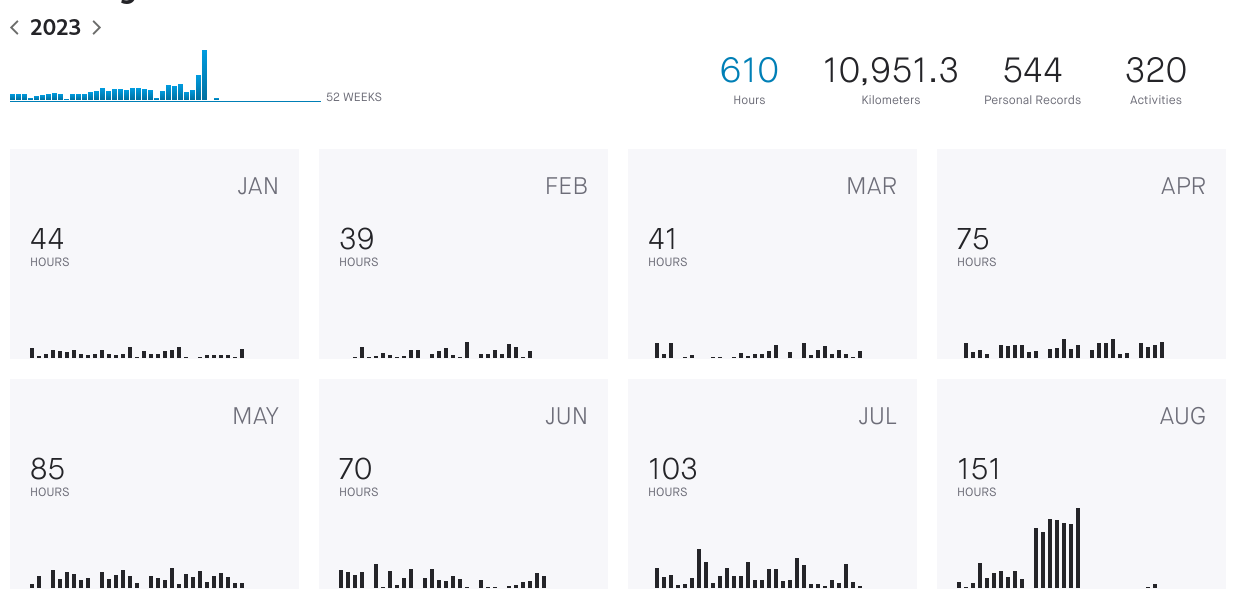 2023
52 WEEKS
610
10,951.3
544
320
Hours
Kilometers
Personal Records
Activities
JAN
44
HOURS
FEB
39
HOURS
MAR
41
HOURS
APR
75
HOURS
MAY
85
HOURS
JUN
70
HOURS
JUL
103
HOURS
AUG
151
HOURS